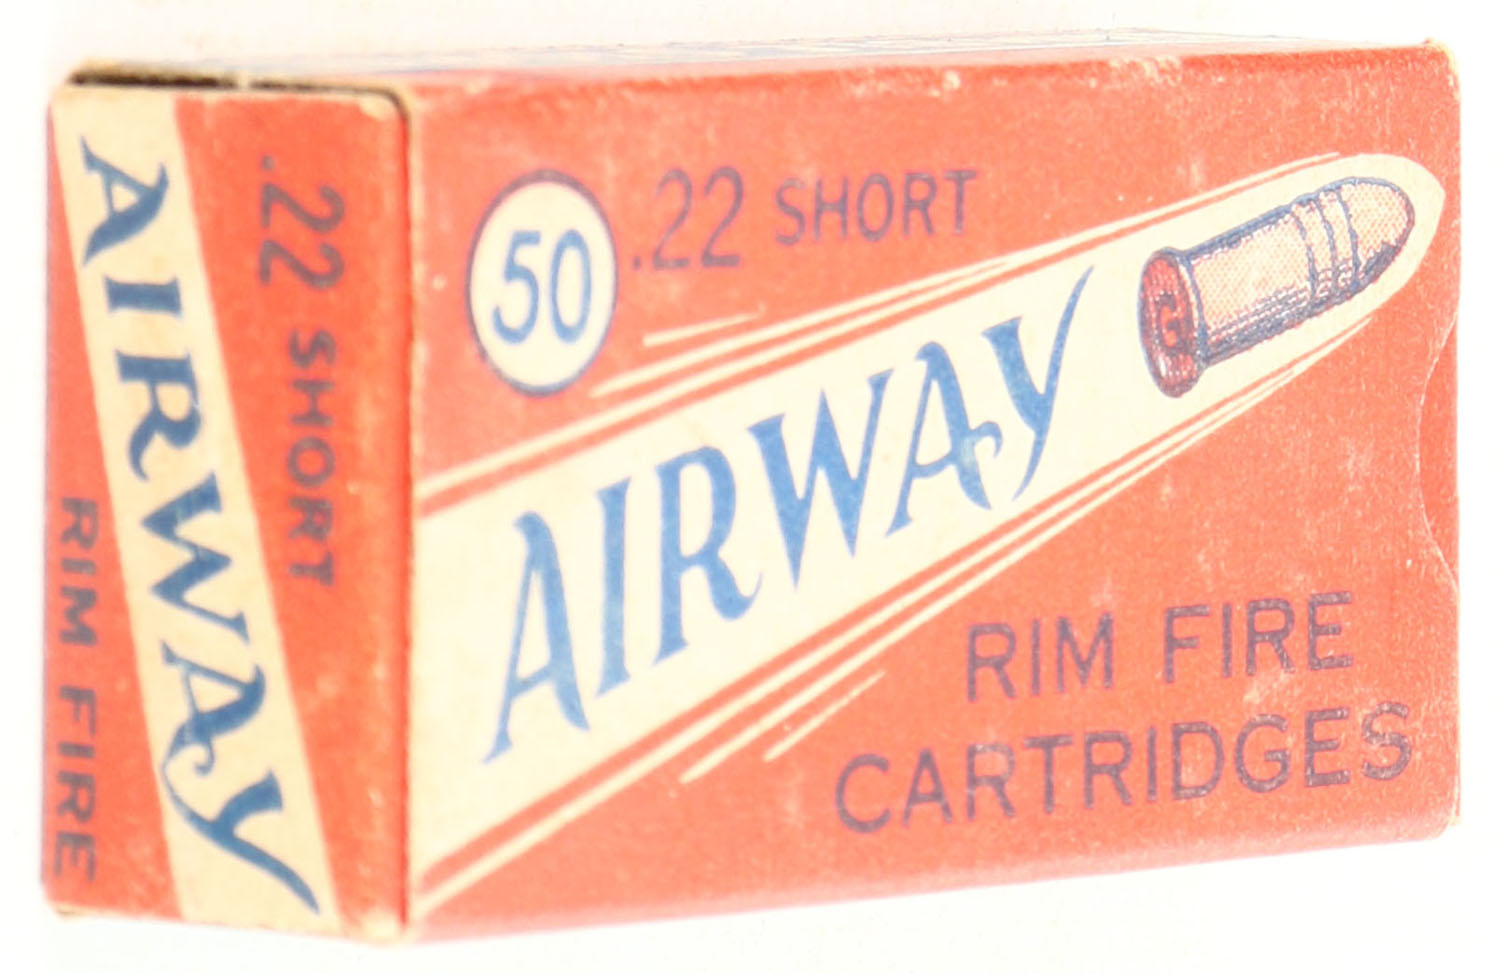 AIRWAY
.22 SHORT
RIM FIRE
50
.22 SHORT
AIRWAY
G
RIM FIRE
CARTRIDGES